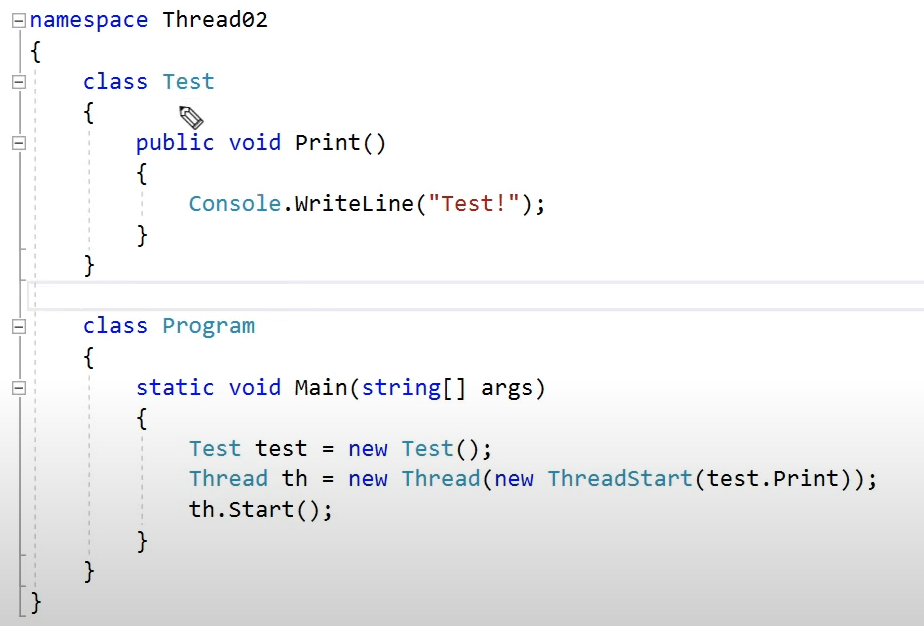 namespace Thread02
{
    class Test
    {
        public void Print()
        {
            Console.WriteLine("Test!");
        }
    }

    class Program
    {
        static void Main(string[] args)
        {
            Test test = new Test();
            Thread th = new Thread(new ThreadStart(test.Print));
            th.Start();
        }
    }
}